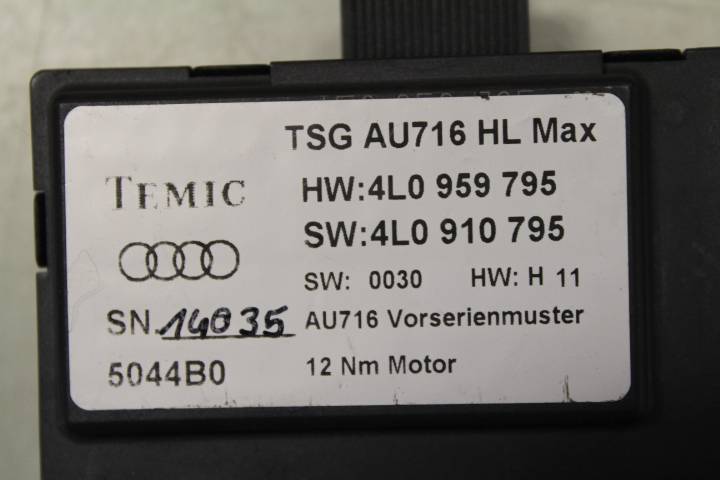 TSG AU716 HL Max
TEMIC
HW:4L0 959 795
SW:4L0 910 795
SW: 0030 HW: H 11
SN 14035
AU716 Vorserienmuster
5044B0
12 Nm Motor